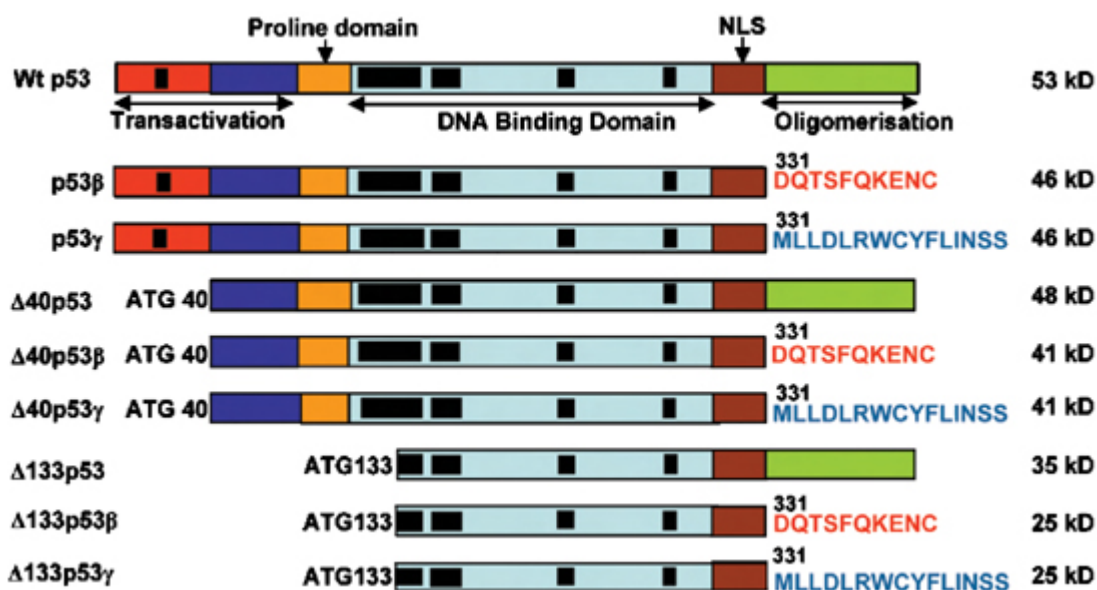 Proline domain NLS
Wt p53 53 kD
Transactivation DNA Binding Domain Oligomerisation
331
p53β DQTSFQKENC 46 kD
331
p53γ MLLDLRWCYFLINSS 46 kD
Δ40p53 ATG 40 48 kD
331
Δ40p53β ATG 40 DQTSFQKENC 41 kD
331
Δ40p53γ ATG 40 MLLDLRWCYFLINSS 41 kD
Δ133p53 ATG133 35 kD
331
Δ133p53β ATG133 DQTSFQKENC 25 kD
331
Δ133p53γ ATG133 MLLDLRWCYFLINSS 25 kD